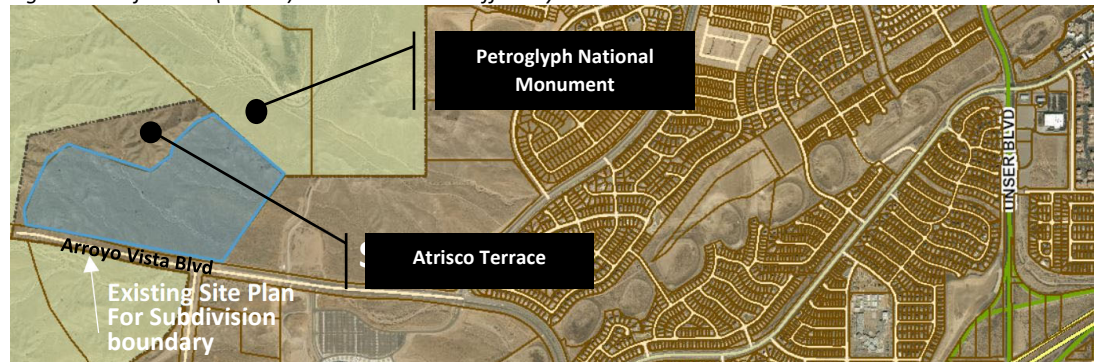 Petroglyph National
Monument
UNSER BLVD
Atrisco Terrace
S
Arroyo Vista Blvd
Existing Site Plan
For Subdivision
boundary